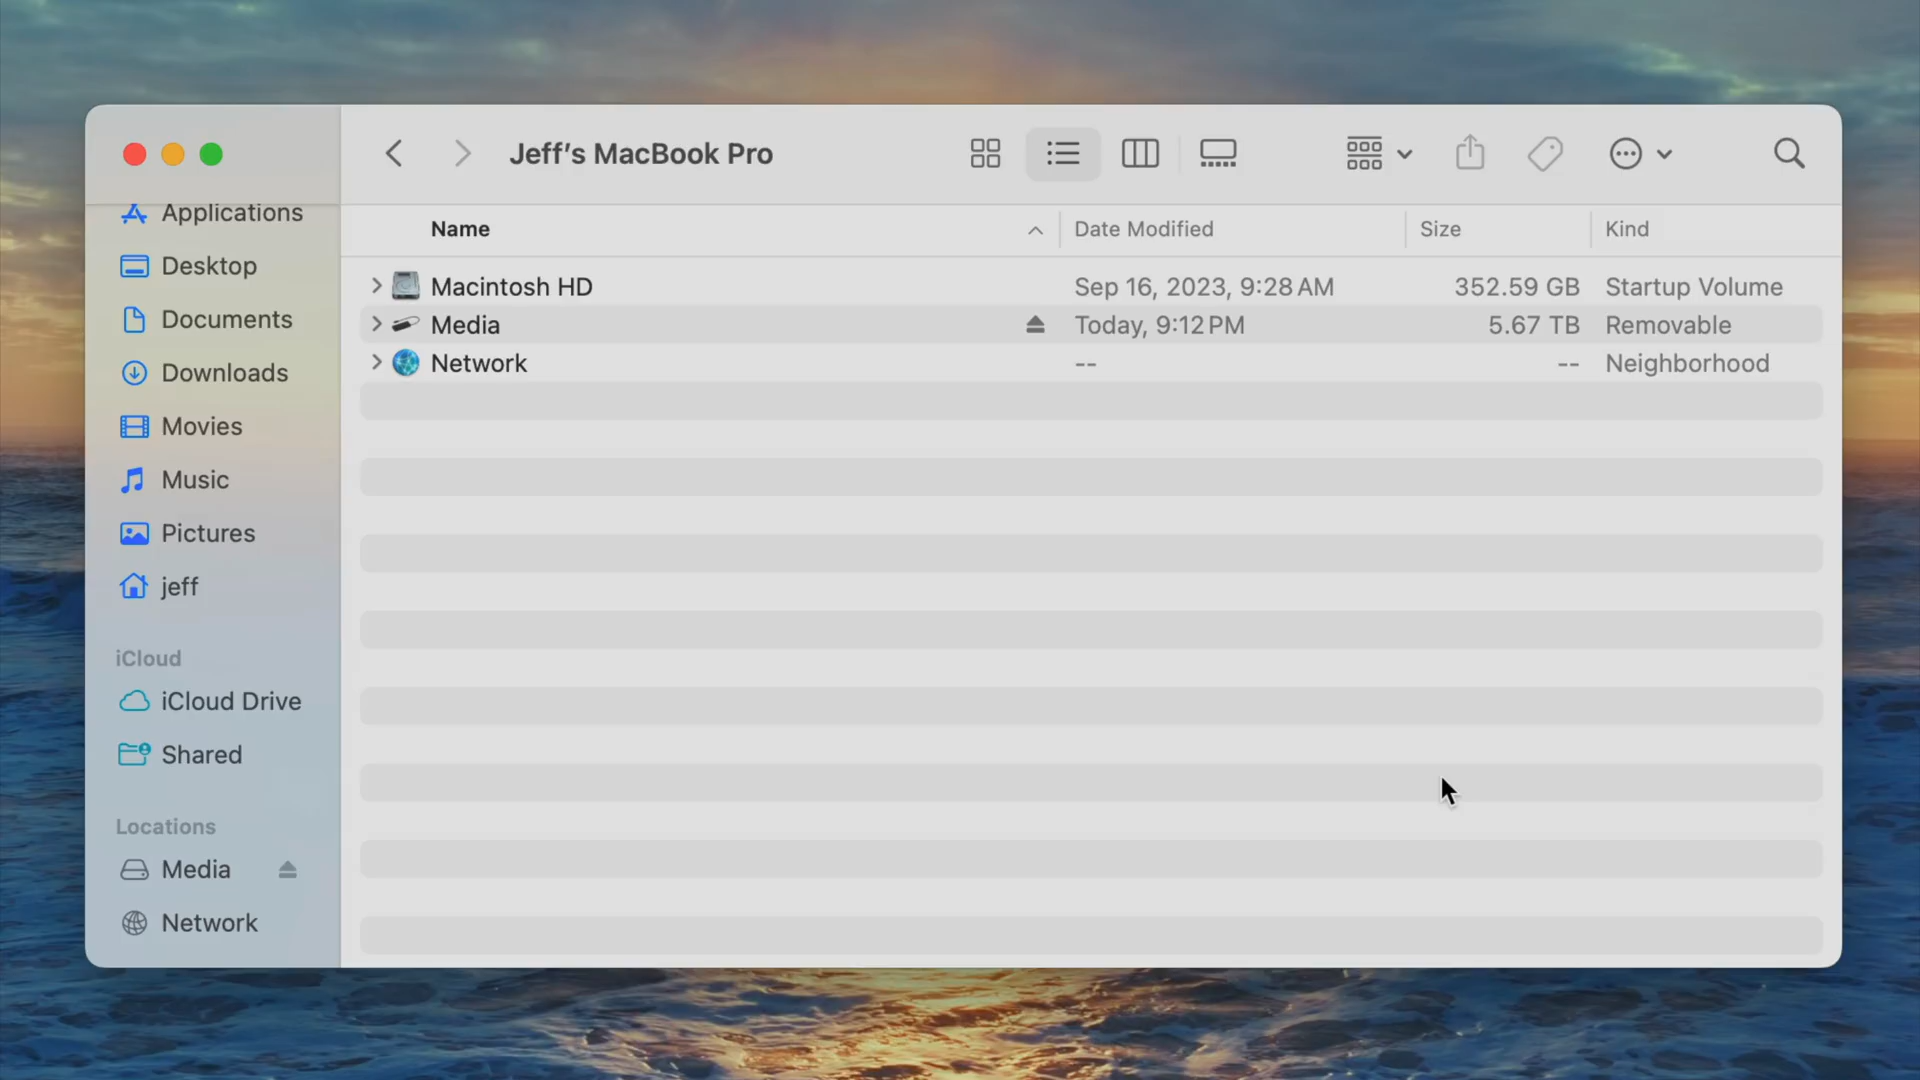 Jeff’s MacBook Pro
Applications
Desktop
Documents
Downloads
Movies
Music
Pictures
jeff
iCloud
iCloud Drive
Shared
Locations
Media
Network
Name Date Modified Size Kind
Macintosh HD Sep 16, 2023, 9:28 AM 352.59 GB Startup Volume
Media Today, 9:12 PM 5.67 TB Removable
Network -- -- Neighborhood